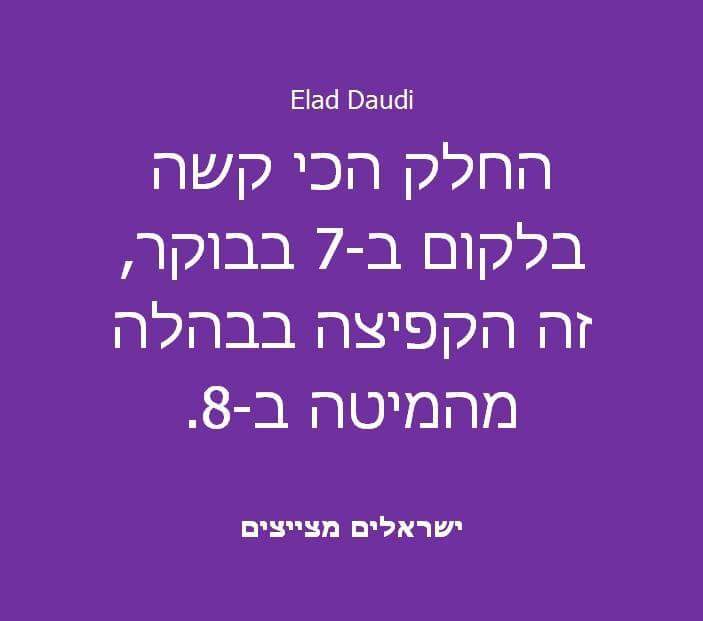 Elad Daudi
החלק הכי קשה
בלקום ב-7 בבוקר,
זה הקפיצה בבהלה
מהמיטה ב-8.
ישראלים מצייצים